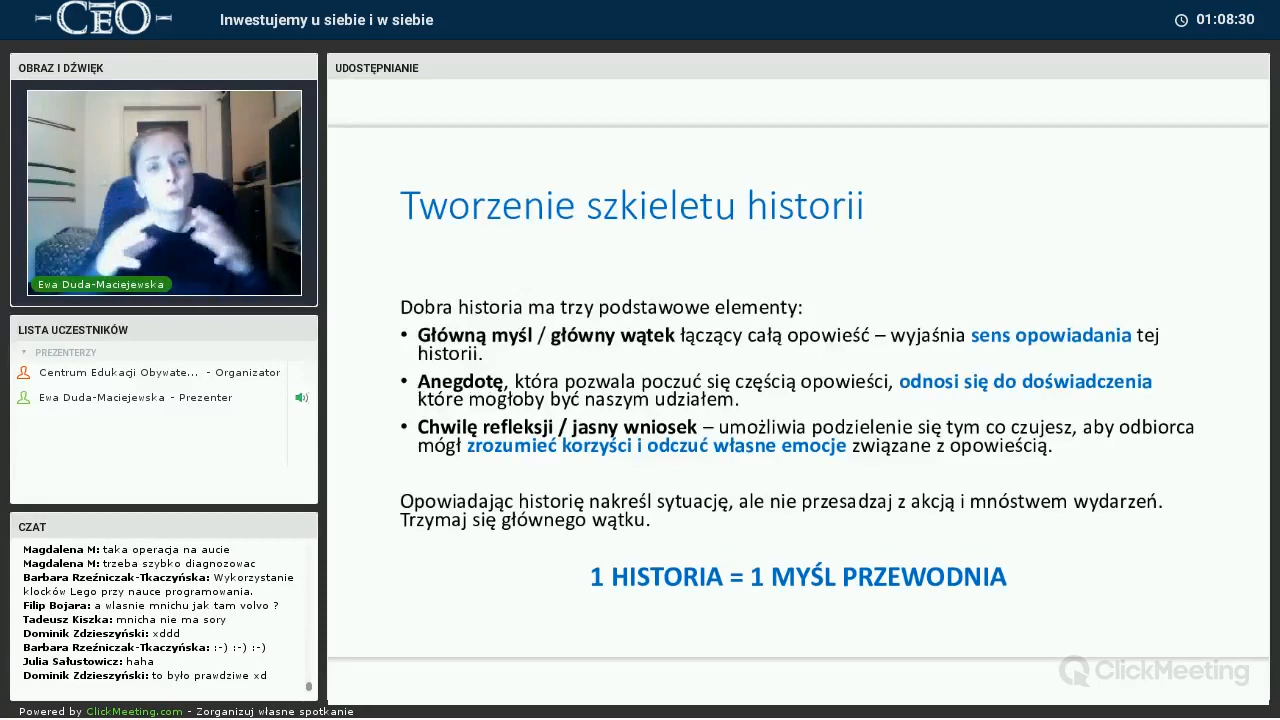 CEO
Inwestujemy u siebie i w siebie
01:08:30
OBRAZ I DŹWIĘK
Ewa Duda-Maciejewska
LISTA UCZESTNIKÓW
PREZENTERZY
Centrum Edukacji Obywate... - Organizator
Ewa Duda-Maciejewska - Prezenter
CZAT
Magdalena M: taka operacja na aucie
Magdalena M: trzeba szybko diagnozowac
Barbara Rzeźniczak-Tkaczyńska: Wykorzystanie
klocków Lego przy nauce programowania.
Filip Bojara: a wlasnie mnichu jak tam volvo ?
Tadeusz Kiszka: mnicha nie ma sory
Dominik Zdzieszyński: xddd
Barbara Rzeźniczak-Tkaczyńska: :-) :-) :-)
Julia Sałustowicz: haha
Dominik Zdzieszyński: to było prawdziwe xd
UDOSTĘPNIANIE
Tworzenie szkieletu historii
Dobra historia ma trzy podstawowe elementy:
• Główną myśl / główny wątek łączący całą opowieść – wyjaśnia sens opowiadania tej
historii.
• Anegdotę, która pozwala poczuć się częścią opowieści, odnosi się do doświadczenia
które mogłoby być naszym udziałem.
• Chwilę refleksji / jasny wniosek – umożliwia podzielenie się tym co czujesz, aby odbiorca
mógł zrozumieć korzyści i odczuć własne emocje związane z opowieścią.
Opowiadając historię nakreśl sytuację, ale nie przesadzaj z akcją i mnóstwem wydarzeń.
Trzymaj się głównego wątku.
1 HISTORIA = 1 MYŚL PRZEWODNIA
ClickMeeting
Powered by ClickMeeting.com - Zorganizuj własne spotkanie